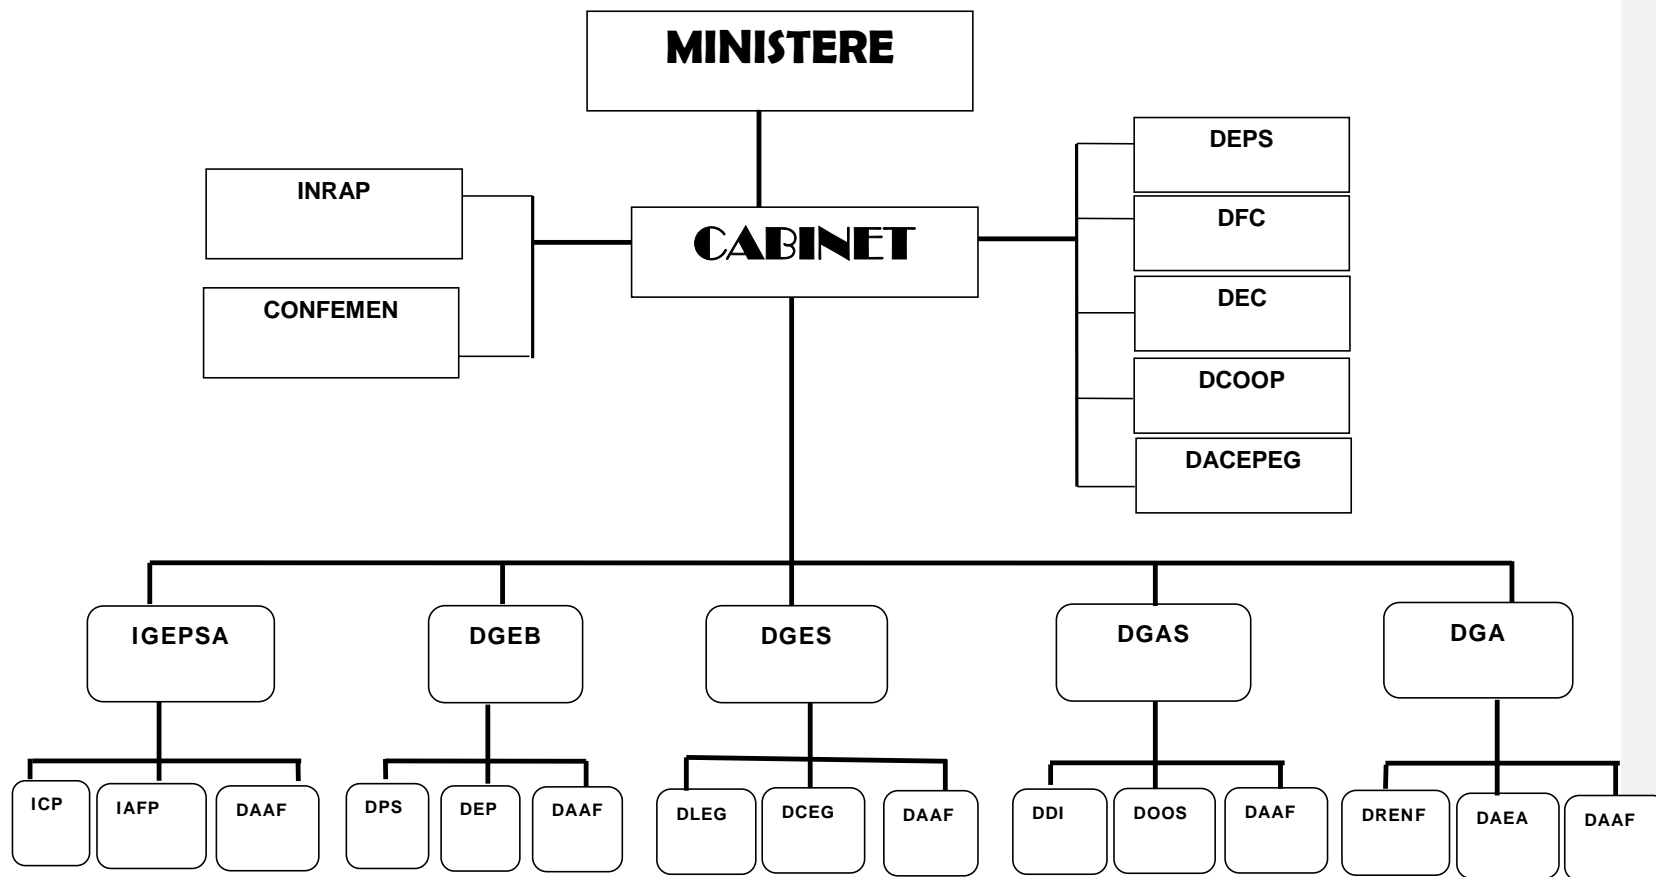 MINISTERE
CABINET
INRAP
CONFEMEN
DEPS
DFC
DEC
DCOOP
DACEPEG
IGEPSA
DGEB
DGES
DGAS
DGA
ICP
IAFP
DAAF
DPS
DEP
DAAF
DLEG
DCEG
DAAF
DDI
DOOS
DAAF
DRENF
DAEA
DAAF